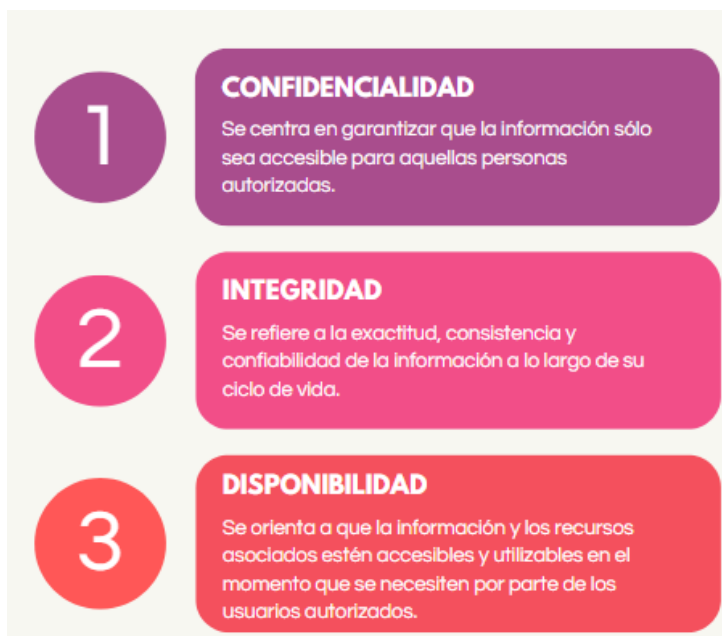 1
CONFIDENCIALIDAD
Se centra en garantizar que la información sólo
sea accesible para aquellas personas
autorizadas.
2
INTEGRIDAD
Se refiere a la exactitud, consistencia y
confiabilidad de la información a lo largo de su
ciclo de vida.
3
DISPONIBILIDAD
Se orienta a que la información y los recursos
asociados estén accesibles y utilizables en el
momento que se necesiten por parte de los
usuarios autorizados.